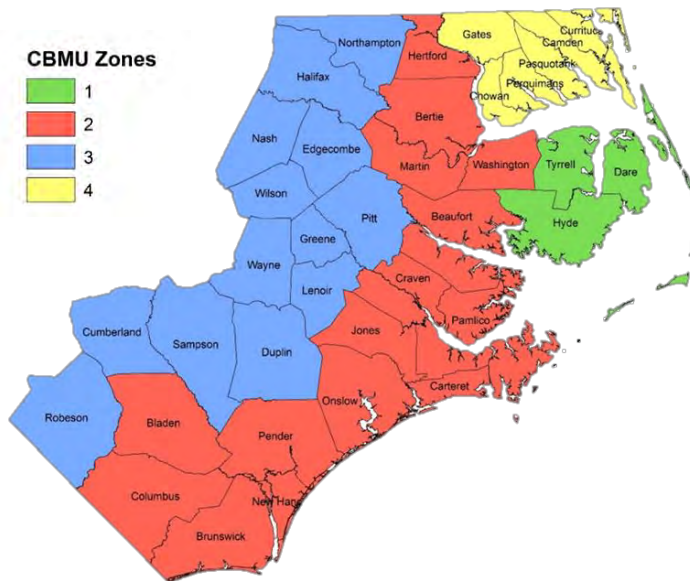 CBMU Zones
1
2
3
4
Northampton
Hertford
Gates
Currituc
Camden
Pasquotank
Perquimans
Chowan
Halifax
Bertie
Nash
Edgecombe
Martin
Washington
Tyrrell
Dare
Wilson
Pitt
Beaufort
Hyde
Greene
Wayne
Craven
Lenoir
Pamlico
Jones
Cumberland
Sampson
Duplin
Carteret
Onslow
Robeson
Bladen
Pender
Columbus
New Han
Brunswick